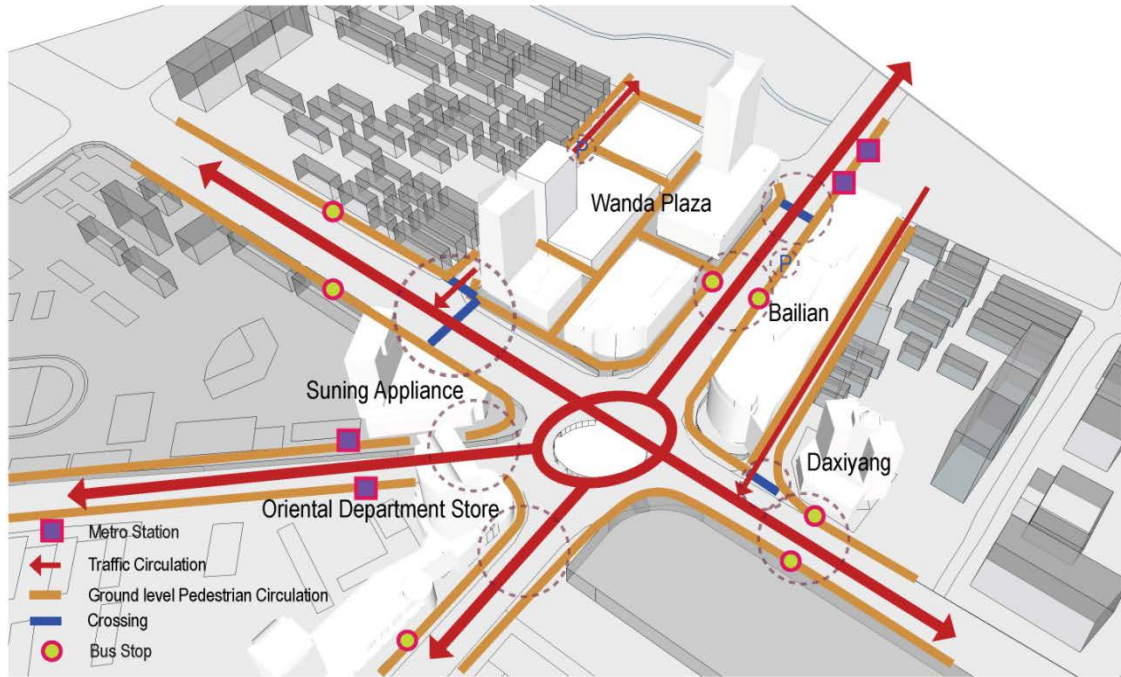 P
Wanda Plaza
P
Bailian
Suning Appliance
Daxiyang
Oriental Department Store
Metro Station
Traffic Circulation
Ground level Pedestrian Circulation
Crossing
Bus Stop